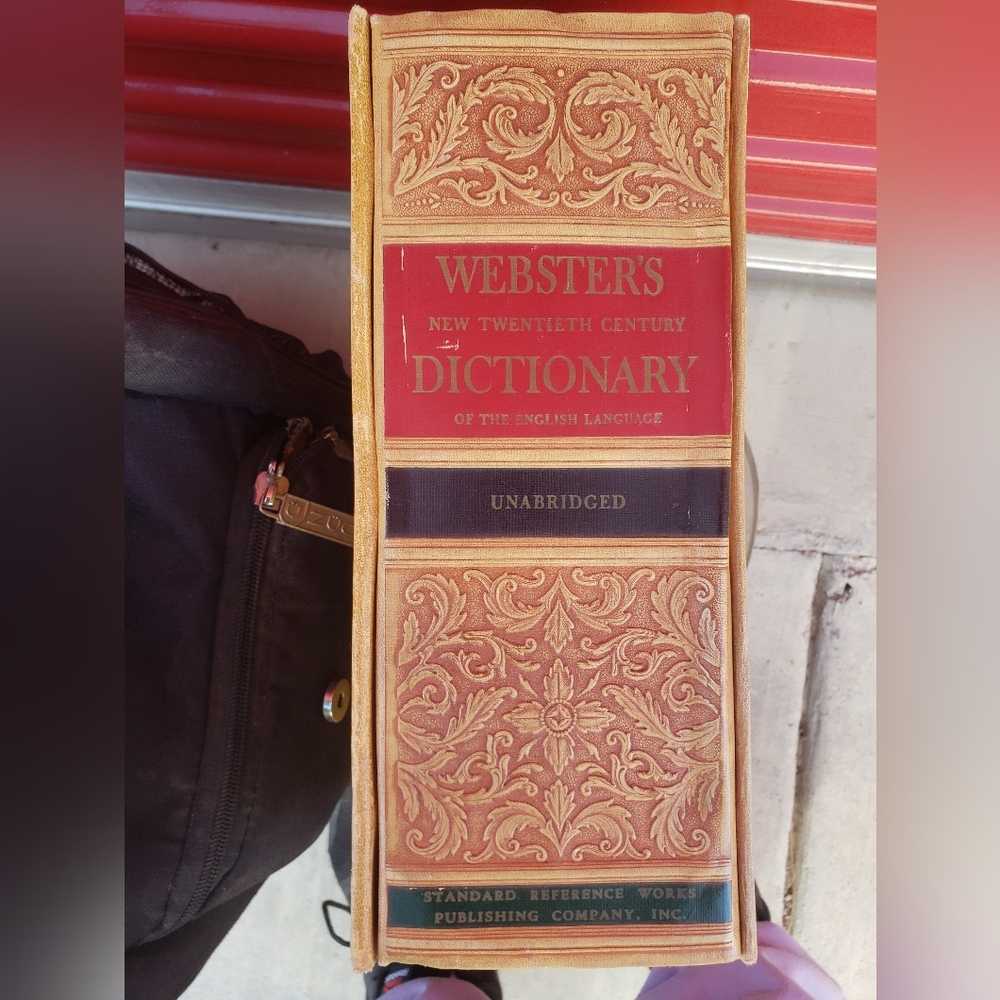 WEBSTER'S
NEW TWENTIETH CENTURY
DICTIONARY
OF THE ENGLISH LANGUAGE
UNABRIDGED
STANDARD REFERENCE WORKS
PUBLISHING COMPANY, INC.